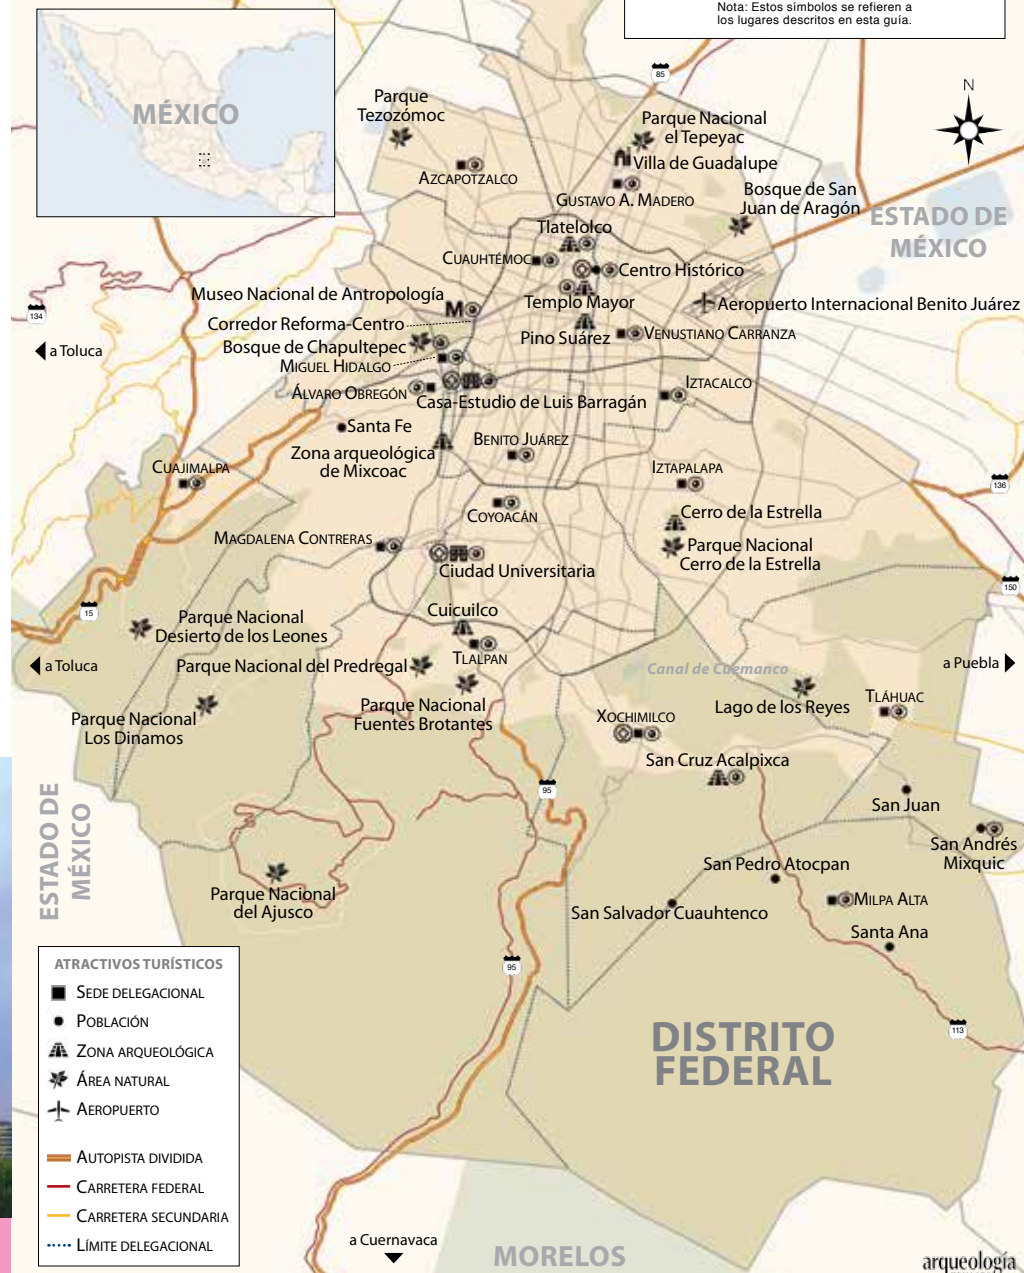 Nota: Estos símbolos se refieren a
los lugares descritos en esta guía.
MÉXICO
85
N
Parque
Tezozómoc
Parque Nacional
el Tepeyac
Villa de Guadalupe
AZCAPOTZALCO
GUSTAVO A. MADERO
Bosque de San
Juan de Aragón
ESTADO DE
MÉXICO
Tlatelolco
CUAUHTÉMOC
Centro Histórico
Museo Nacional de Antropología
M
Templo Mayor
Aeropuerto Internacional Benito Juárez
134
Corredor Reforma-Centro
Pino Suárez
VENUSTIANO CARRANZA
a Toluca
Bosque de Chapultepec
MIGUEL HIDALGO
ÁLVARO OBREGÓN
Casa-Estudio de Luis Barragán
IZTACALCO
Santa Fe
Zona arqueológica
de Mixcoac
BENITO JUÁREZ
CUAJIMALPA
IZTAPALAPA
136
COYOACÁN
Cerro de la Estrella
MAGDALENA CONTRERAS
Parque Nacional
Cerro de la Estrella
Ciudad Universitaria
150
15
Cuicuilco
Parque Nacional
Desierto de los Leones
TLALPAN
a Toluca
Parque Nacional del Predregal
Canal de Cuemanco
a Puebla
Parque Nacional
Los Dinamos
Parque Nacional
Fuentes Brotantes
Lago de los Reyes
TLÁHUAC
XOCHIMILCO
San Cruz Acalpixca
95
San Juan
ESTADO DE
MÉXICO
San Andrés
Mixquic
San Pedro Atocpan
Parque Nacional
del Ajusco
MILPA ALTA
San Salvador Cuauhtenco
Santa Ana
95
DISTRITO
FEDERAL
113
ATRACTIVOS TURÍSTICOS
SEDE DELEGACIONAL
POBLACIÓN
ZONA ARQUEOLÓGICA
ÁREA NATURAL
AEROPUERTO
AUTOPISTA DIVIDIDA
CARRETERA FEDERAL
CARRETERA SECUNDARIA
LÍMITE DELEGACIONAL
a Cuernavaca
MORELOS
arqueología